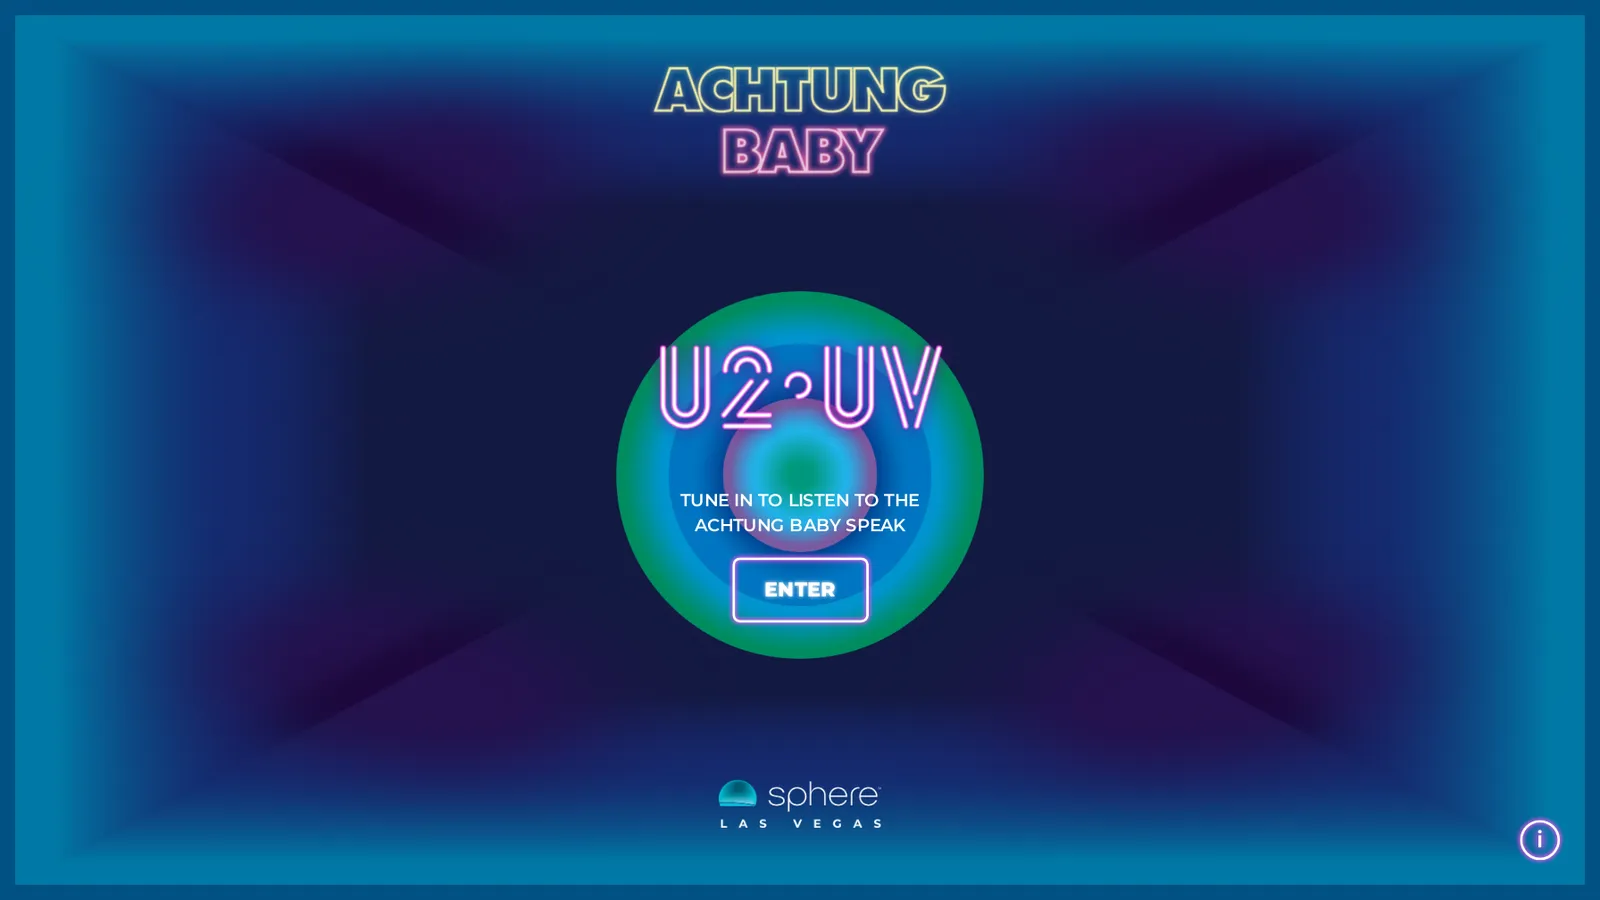 ACHTUNG
BABY
U2:UV
TUNE IN TO LISTEN TO THE
ACHTUNG BABY SPEAK
ENTER
sphere
LAS VEGAS
i